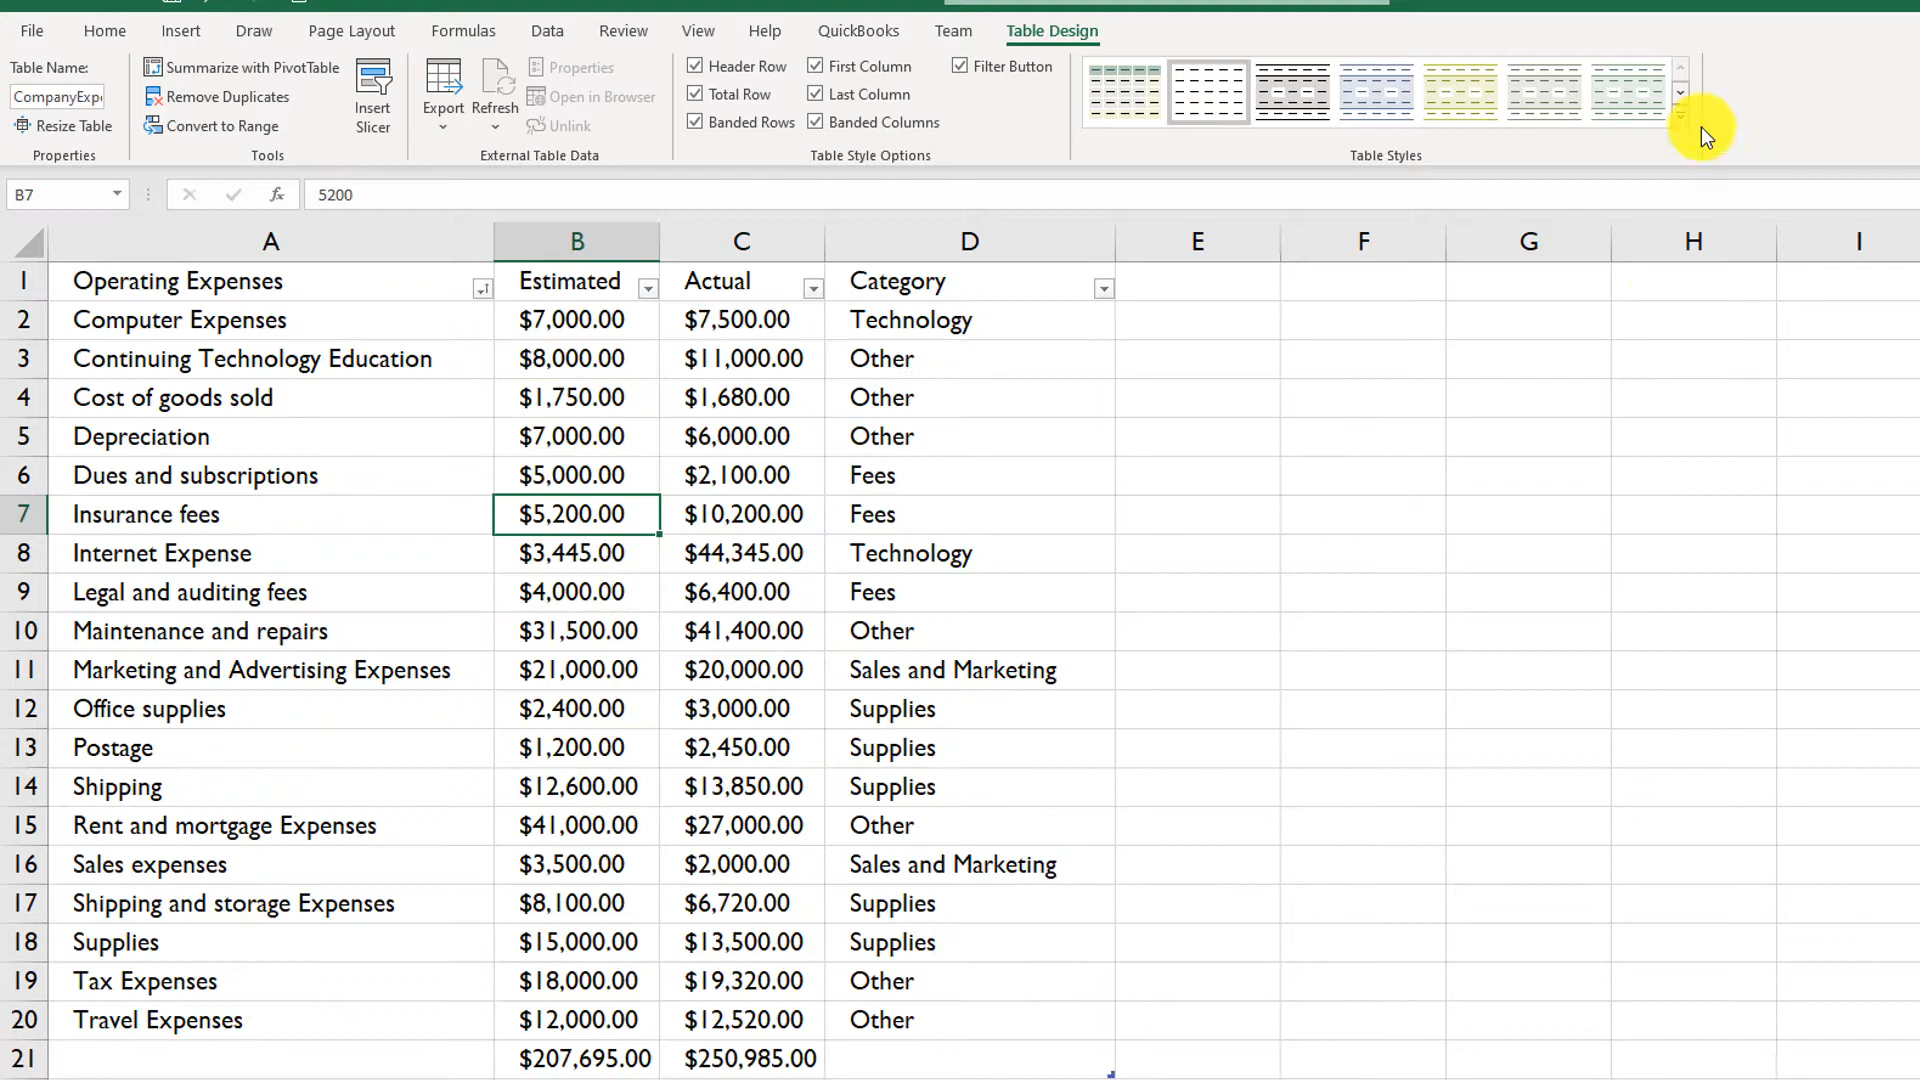 File Home Insert Draw Page Layout Formulas Data Review View Help QuickBooks Team Table Design
Table Name:
CompanyExpe
Resize Table
Properties
Summarize with PivotTable
Remove Duplicates
Convert to Range
Tools
Insert
Slicer
Export
Refresh
Properties
Open in Browser
Unlink
External Table Data
Header Row
Total Row
Banded Rows
First Column
Last Column
Banded Columns
Filter Button
Table Style Options
Table Styles
B7 fx 5200
A B C D E F G H I
1 Operating Expenses Estimated Actual Category
2 Computer Expenses $7,000.00 $7,500.00 Technology
3 Continuing Technology Education $8,000.00 $11,000.00 Other
4 Cost of goods sold $1,750.00 $1,680.00 Other
5 Depreciation $7,000.00 $6,000.00 Other
6 Dues and subscriptions $5,000.00 $2,100.00 Fees
7 Insurance fees $5,200.00 $10,200.00 Fees
8 Internet Expense $3,445.00 $44,345.00 Technology
9 Legal and auditing fees $4,000.00 $6,400.00 Fees
10 Maintenance and repairs $31,500.00 $41,400.00 Other
11 Marketing and Advertising Expenses $21,000.00 $20,000.00 Sales and Marketing
12 Office supplies $2,400.00 $3,000.00 Supplies
13 Postage $1,200.00 $2,450.00 Supplies
14 Shipping $12,600.00 $13,850.00 Supplies
15 Rent and mortgage Expenses $41,000.00 $27,000.00 Other
16 Sales expenses $3,500.00 $2,000.00 Sales and Marketing
17 Shipping and storage Expenses $8,100.00 $6,720.00 Supplies
18 Supplies $15,000.00 $13,500.00 Supplies
19 Tax Expenses $18,000.00 $19,320.00 Other
20 Travel Expenses $12,000.00 $12,520.00 Other
21 $207,695.00 $250,985.00